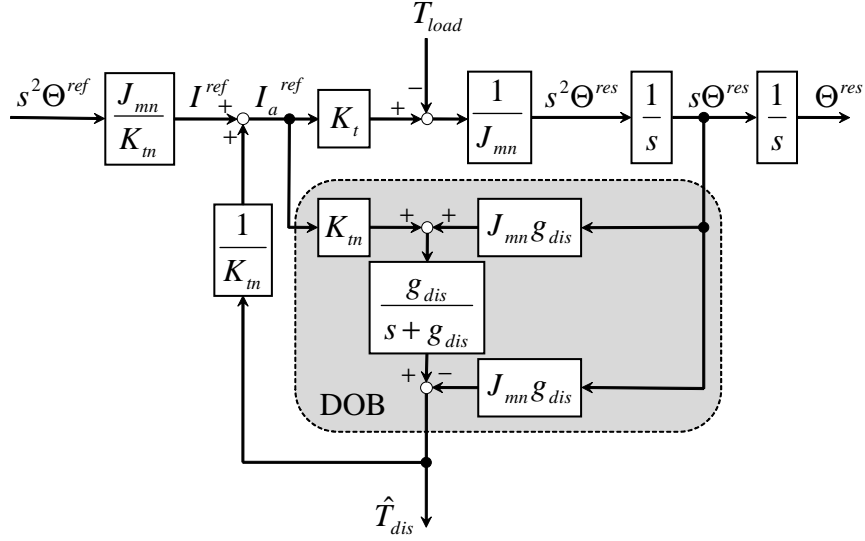 T_load
s²Θ^ref
J_mn / K_tn
I^ref
+
+
I_a^ref
K_t
+
−
1 / J_mn
s²Θ^res
1 / s
sΘ^res
1 / s
Θ^res
1 / K_tn
K_tn
+
+
J_mn g_dis
g_dis / s + g_dis
+
−
J_mn g_dis
DOB
T̂_dis